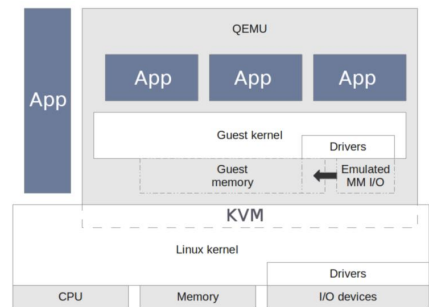 QEMU
App
App
App
App
Guest kernel
Drivers
Guest
memory
Emulated
MM I/O
KVM
Linux kernel
Drivers
CPU
Memory
I/O devices